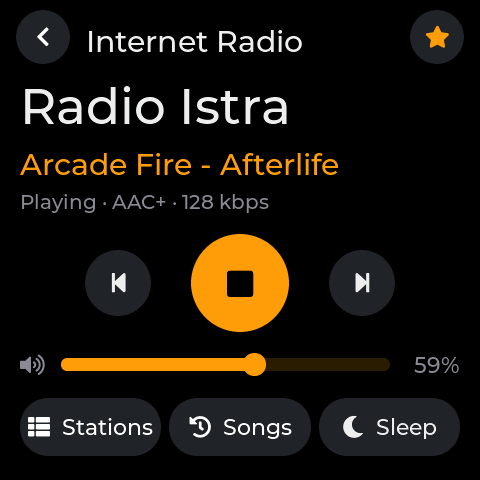 Internet Radio
Radio Istra
Arcade Fire - Afterlife
Playing · AAC+ · 128 kbps
59%
Stations Songs Sleep